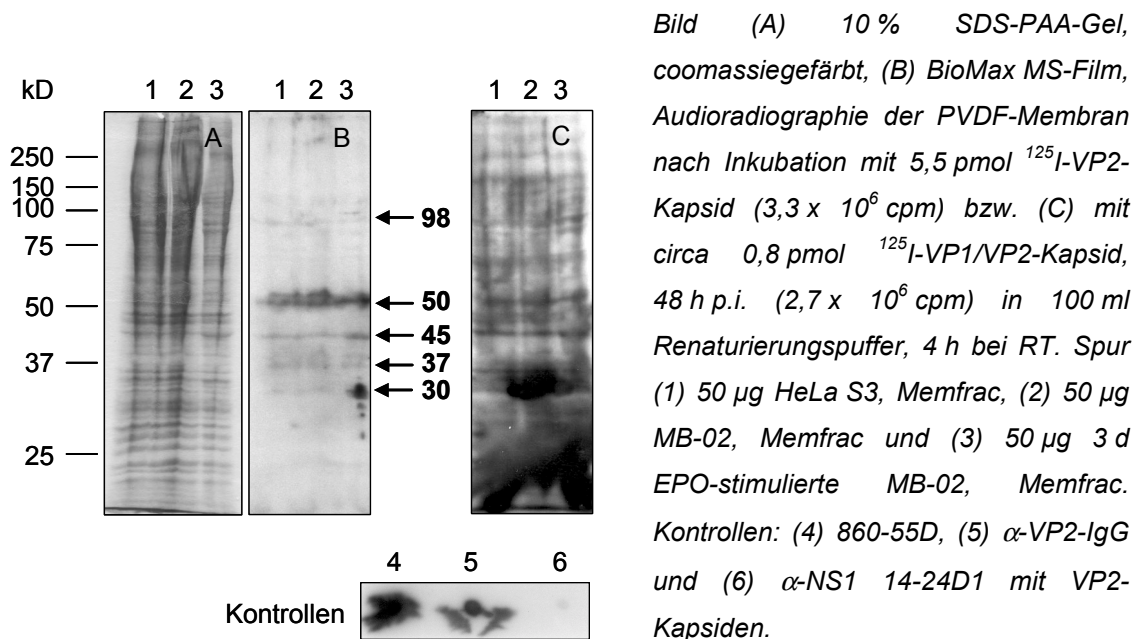 kD
1 2 3
1 2 3
1 2 3
A
B
C
250
150
100
75
50
37
25
98
50
45
37
30
4 5 6
Kontrollen
Bild (A) 10 % SDS-PAA-Gel,
coomassiegefärbt, (B) BioMax MS-Film,
Audioradiographie der PVDF-Membran
nach Inkubation mit 5,5 pmol ¹²⁵I-VP2-
Kapsid (3,3 x 10⁶ cpm) bzw. (C) mit
circa 0,8 pmol ¹²⁵I-VP1/VP2-Kapsid,
48 h p.i. (2,7 x 10⁶ cpm) in 100 ml
Renaturierungspuffer, 4 h bei RT. Spur
(1) 50 µg HeLa S3, Memfrac, (2) 50 µg
MB-02, Memfrac und (3) 50 µg 3 d
EPO-stimulierte MB-02, Memfrac.
Kontrollen: (4) 860-55D, (5) α-VP2-IgG
und (6) α-NS1 14-24D1 mit VP2-
Kapsiden.